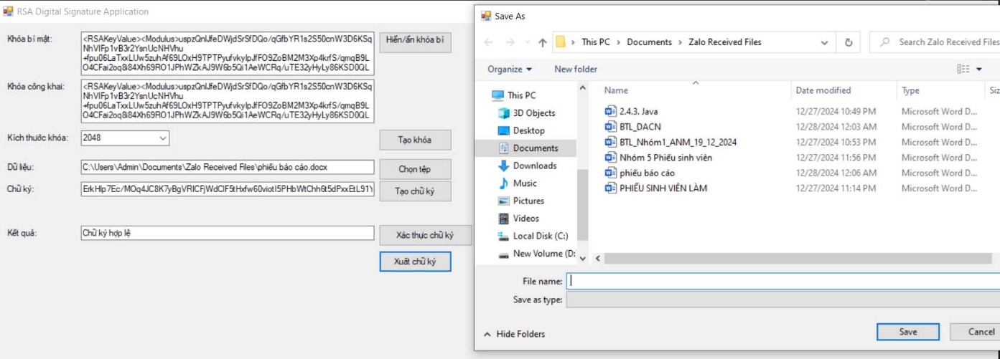 RSA Digital Signature Application
Khóa bí mật:
<RSAKeyValue><Modulus>uspzQnIJfeDWjdSrSfDQo/qGfbYR1s2S50cnW3D6KSq
NhVIFp1vB3r2YsnUcNHVhu
+fpu06LaTxxLUw5zuhAf69LOxH9TPTPyufvkyIpJfFO9ZoBM2M3Xp4krfS/qmqB9L
O4CFai2oq8i84Xh69RO1JPhWZkAJ9W6b5Qi1AeWCRq/uTE32yHyLy86KSD0QL
Hiển/ẩn khóa bí
Khóa công khai:
<RSAKeyValue><Modulus>uspzQnIJfeDWjdSrSfDQo/qGfbYR1s2S50cnW3D6KSq
NhVIFp1vB3r2YsnUcNHVhu
+fpu06LaTxxLUw5zuhAf69LOxH9TPTPyufvkyIpJfFO9ZoBM2M3Xp4krfS/qmqB9L
O4CFai2oq8i84Xh69RO1JPhWZkAJ9W6b5Qi1AeWCRq/uTE32yHyLy86KSD0QL
Kích thước khóa:
2048
Tạo khóa
Dữ liệu:
C:\Users\Admin\Documents\Zalo Received Files\phiếu báo cáo.docx
Chọn tệp
Chữ ký:
ErkHIp7Ec/MOq4JC8K7yBgVRICFjWdCIF5tHxfw60viotI5PHbWtChh6t5dPxxEtL91Y
Tạo chữ ký
Kết quả:
Chữ ký hợp lệ
Xác thực chữ ký
Xuất chữ ký
Save As
This PC > Documents > Zalo Received Files
Search Zalo Received Files
Organize
New folder
This PC
3D Objects
Desktop
Documents
Downloads
Music
Pictures
Videos
Local Disk (C:)
New Volume (D:
Name Date modified Type Siz
2.4.3. Java 12/27/2024 10:49 PM Microsoft Word D...
BTL_DACN 12/28/2024 12:03 AM Microsoft Word D...
BTL_Nhóm1_ANM_19_12_2024 12/27/2024 10:53 PM Microsoft Word D...
Nhóm 5 Phiếu sinh viên 12/27/2024 11:56 PM Microsoft Word D...
phiếu báo cáo 12/28/2024 12:06 AM Microsoft Word D...
PHIẾU SINH VIÊN LÀM 12/27/2024 11:14 PM Microsoft Word D...
File name:
Save as type:
Hide Folders
Save
Cancel